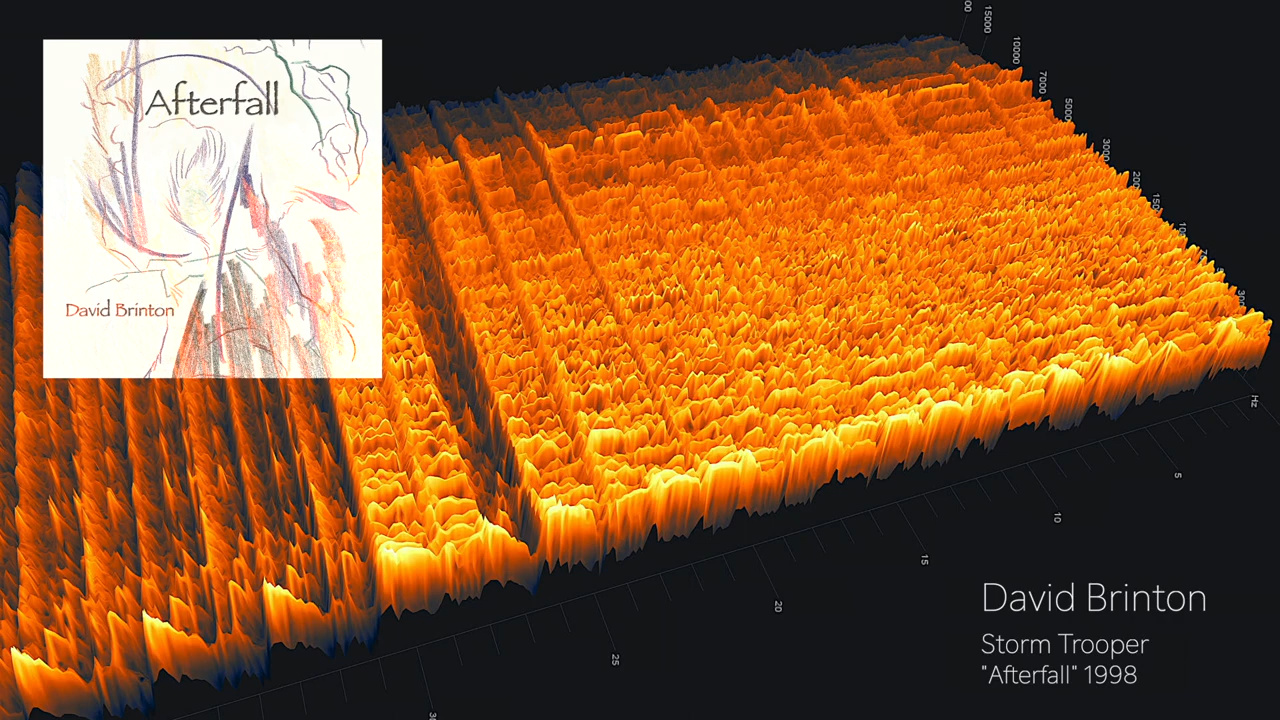 Afterfall
David Brinton
15000
10000
7000
5000
3000
Hz
5
10
15
20
25
David Brinton
Storm Trooper
"Afterfall" 1998